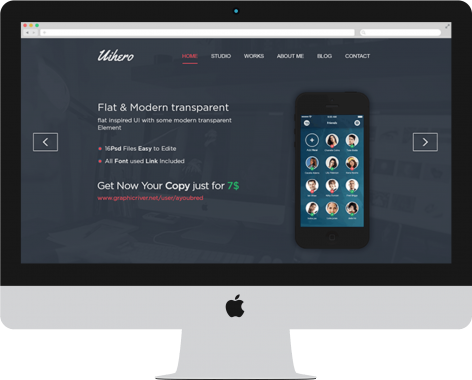 Uihero
HOME STUDIO WORKS ABOUT ME BLOG CONTACT
Flat & Modern transparent
flat inspired UI with some modern transparent
Element
16Psd Files Easy to Edite
All Font used Link Included
Get Now Your Copy just for 7$
www.graphicriver.net/user/ayoubred
Friends